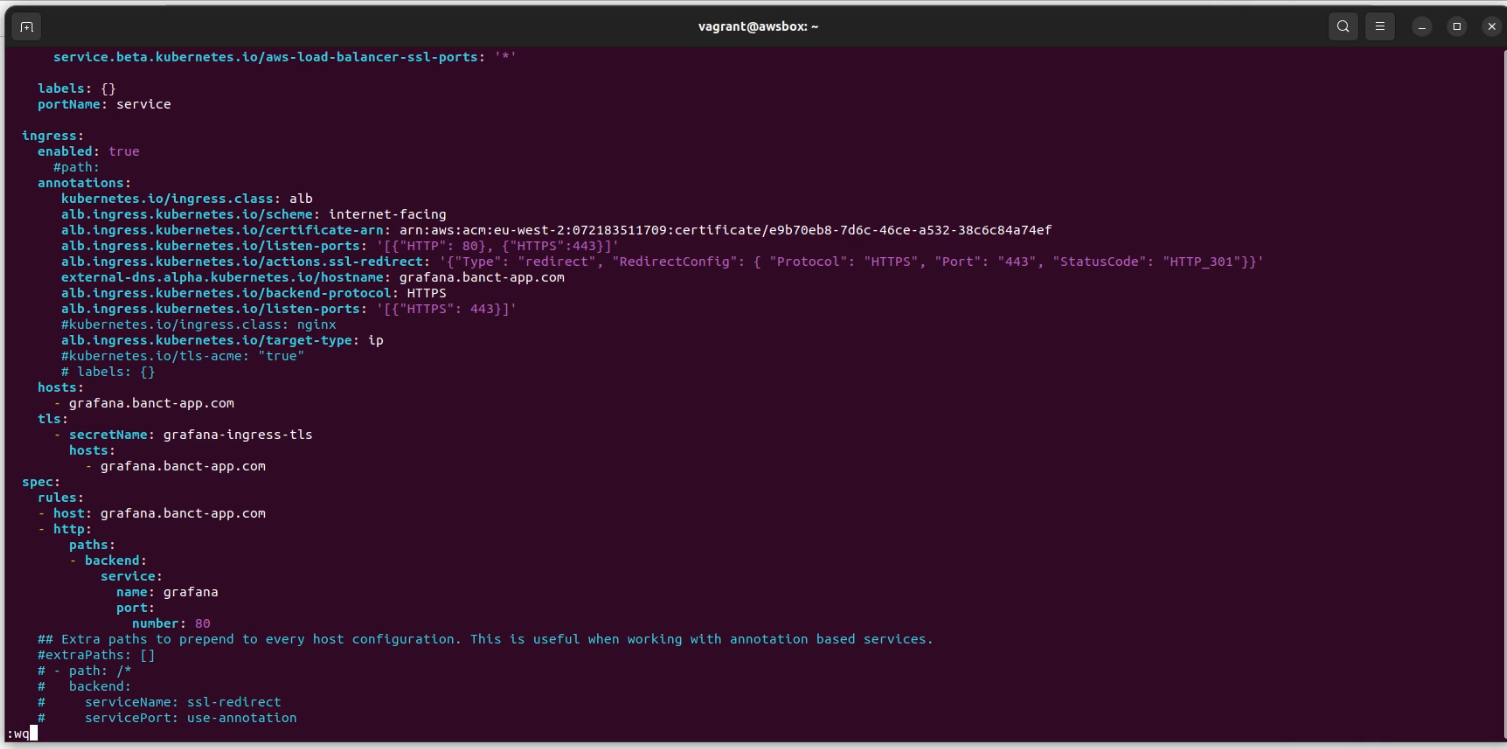 vagrant@awsbox: ~
service.beta.kubernetes.io/aws-load-balancer-ssl-ports: '*'
labels: {}
portName: service
ingress:
enabled: true
#path:
annotations:
kubernetes.io/ingress.class: alb
alb.ingress.kubernetes.io/scheme: internet-facing
alb.ingress.kubernetes.io/certificate-arn: arn:aws:acm:eu-west-2:072183511709:certificate/e9b70eb8-7d6c-46ce-a532-38c6c84a74ef
alb.ingress.kubernetes.io/listen-ports: '[{"HTTP": 80}, {"HTTPS":443}]'
alb.ingress.kubernetes.io/actions.ssl-redirect: '{"Type": "redirect", "RedirectConfig": { "Protocol": "HTTPS", "Port": "443", "StatusCode": "HTTP_301"}}'
external-dns.alpha.kubernetes.io/hostname: grafana.banct-app.com
alb.ingress.kubernetes.io/backend-protocol: HTTPS
alb.ingress.kubernetes.io/listen-ports: '[{"HTTPS": 443}]'
#kubernetes.io/ingress.class: nginx
alb.ingress.kubernetes.io/target-type: ip
#kubernetes.io/tls-acme: "true"
# labels: {}
hosts:
- grafana.banct-app.com
tls:
- secretName: grafana-ingress-tls
hosts:
- grafana.banct-app.com
spec:
rules:
- host: grafana.banct-app.com
- http:
paths:
- backend:
service:
name: grafana
port:
number: 80
## Extra paths to prepend to every host configuration. This is useful when working with annotation based services.
#extraPaths: []
# - path: /*
# backend:
# serviceName: ssl-redirect
# servicePort: use-annotation
:wq